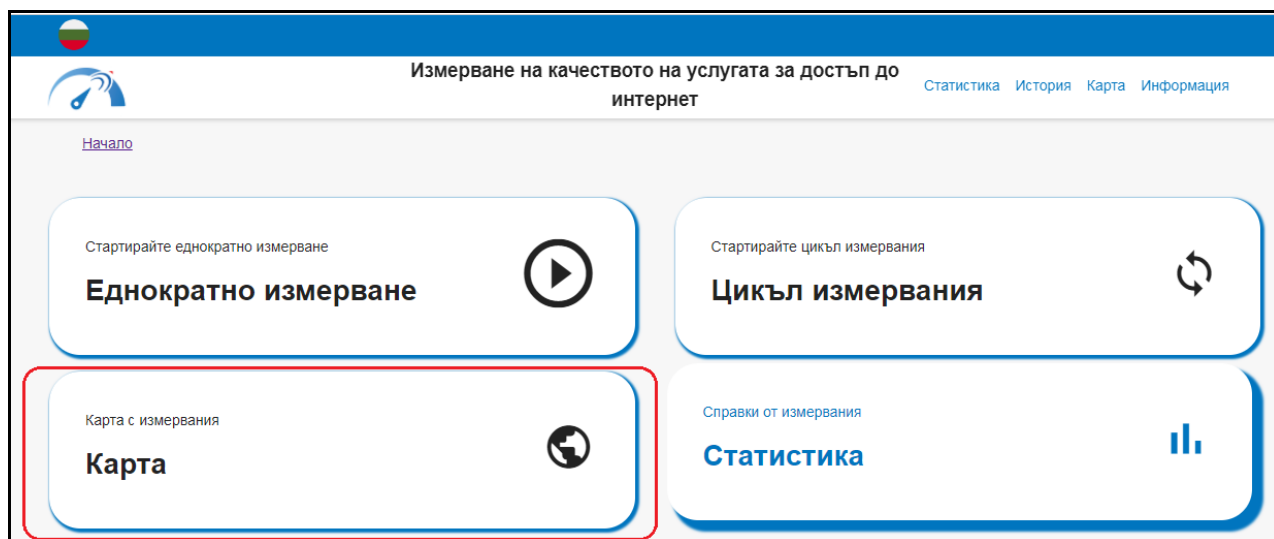 Измерване на качеството на услугата за достъп до
интернет
Статистика История Карта Информация
Начало
Стартирайте еднократно измерване
Еднократно измерване
Стартирайте цикъл измервания
Цикъл измервания
Карта с измервания
Карта
Справки от измервания
Статистика